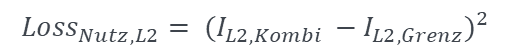 Loss_{Nutz,L2} = (I_{L2,Kombi} − I_{L2,Grenz})^2